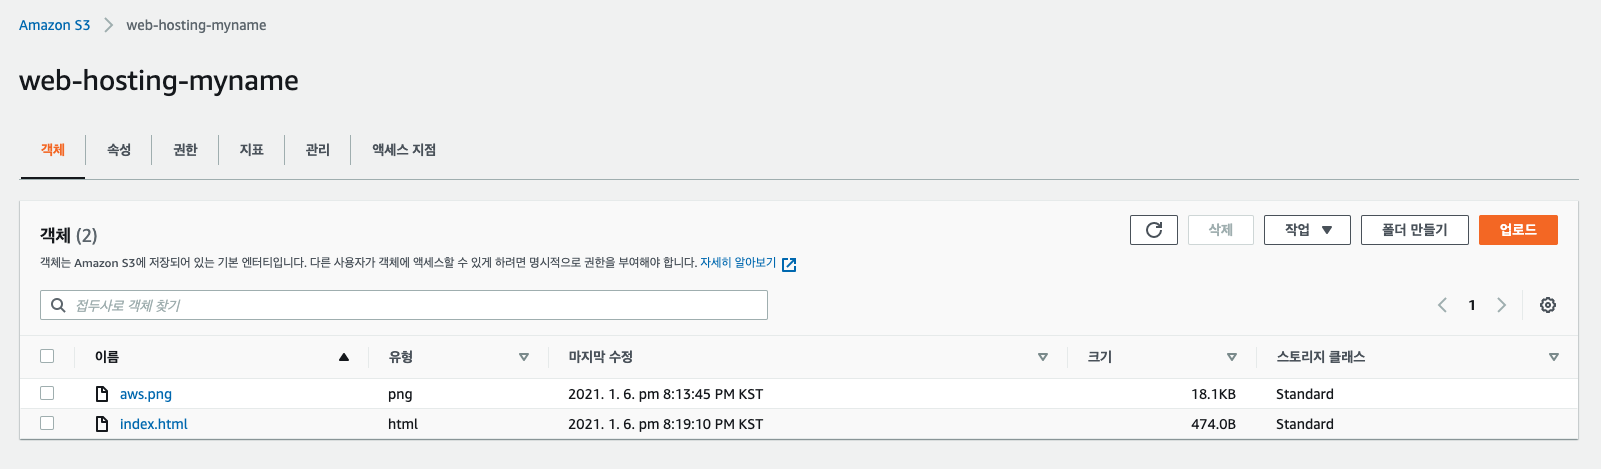 Amazon S3 > web-hosting-myname
web-hosting-myname
객체 속성 권한 지표 관리 액세스 지점
객체 (2) 삭제 작업 폴더 만들기 업로드
객체는 Amazon S3에 저장되어 있는 기본 엔터티입니다. 다른 사용자가 객체에 액세스할 수 있게 하려면 명시적으로 권한을 부여해야 합니다. 자세히 알아보기
접두사로 객체 찾기 1
이름 유형 마지막 수정 크기 스토리지 클래스
aws.png png 2021. 1. 6. pm 8:13:45 PM KST 18.1KB Standard
index.html html 2021. 1. 6. pm 8:19:10 PM KST 474.0B Standard